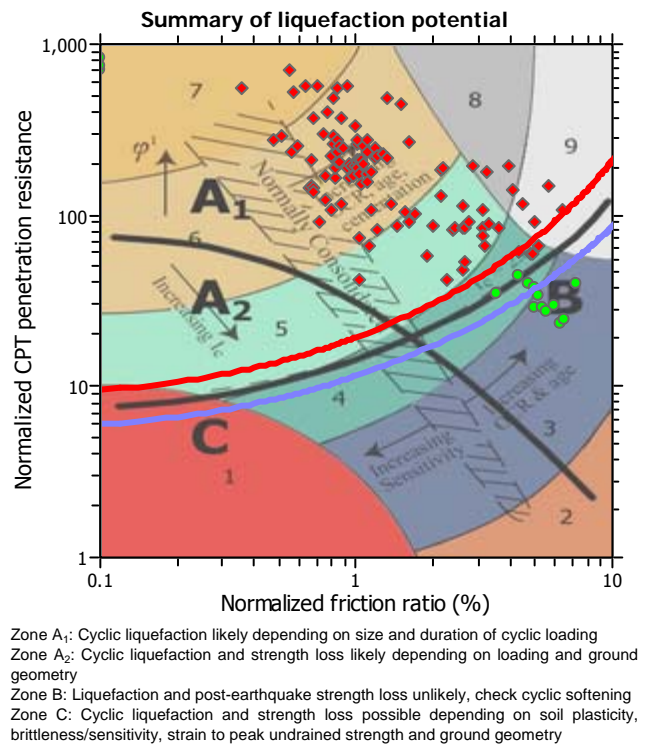 Summary of liquefaction potential
Normalized CPT penetration resistance
1,000
100
10
1
0.1
1
10
Normalized friction ratio (%)
7
8
9
φ'
A1
Normally Consolidated
6
A2
Increasing Ic
5
B
4
Increasing
OCR & age
3
C
Increasing
Sensitivity
1
2
Zone A1: Cyclic liquefaction likely depending on size and duration of cyclic loading
Zone A2: Cyclic liquefaction and strength loss likely depending on loading and ground
geometry
Zone B: Liquefaction and post-earthquake strength loss unlikely, check cyclic softening
Zone C: Cyclic liquefaction and strength loss possible depending on soil plasticity,
brittleness/sensitivity, strain to peak undrained strength and ground geometry